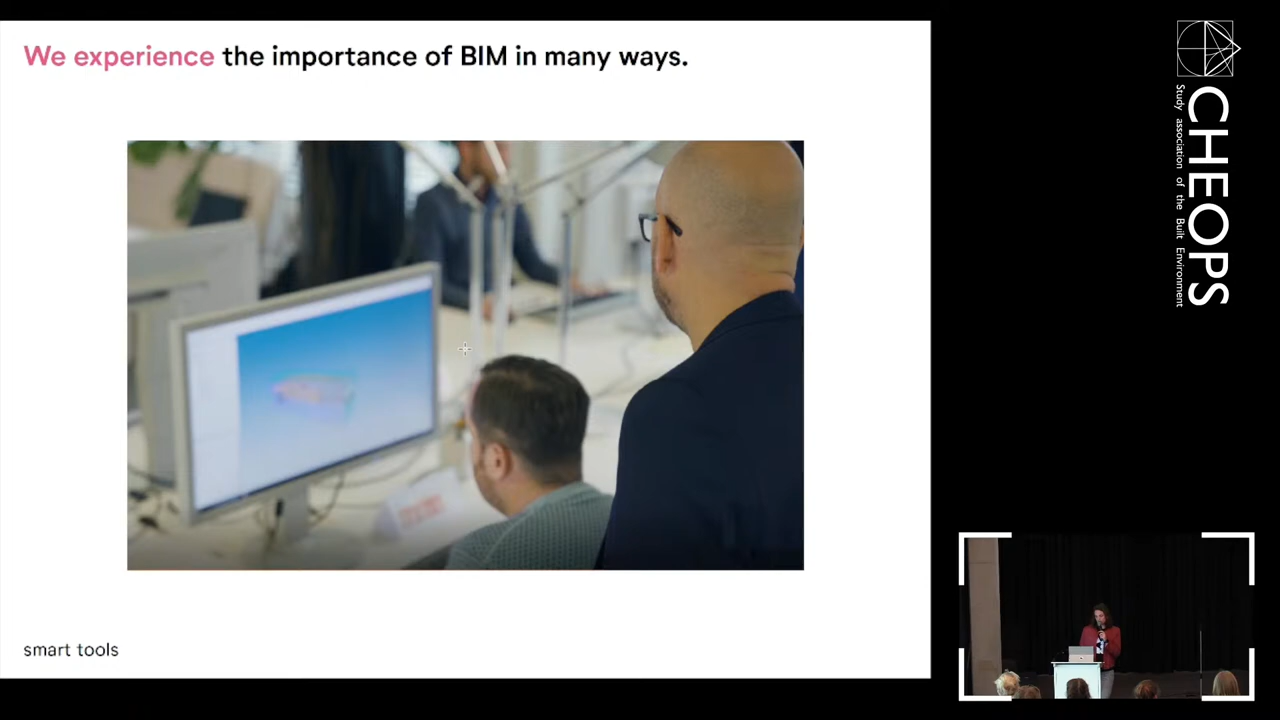 We experience the importance of BIM in many ways.
smart tools
CHEOPS
Study association of the Built Environment